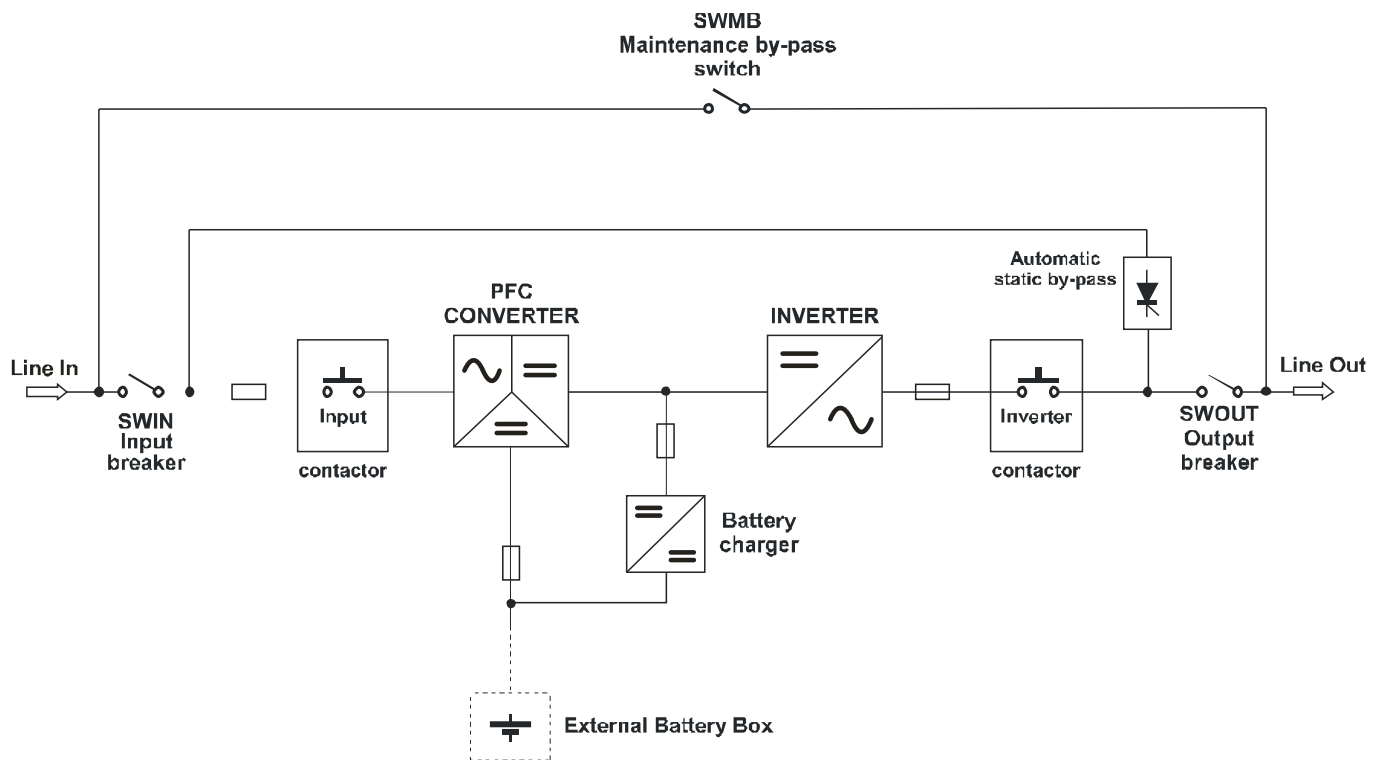 SWMB
Maintenance by-pass
switch
Automatic
static by-pass
PFC
CONVERTER
INVERTER
Line In
Line Out
Input
Inverter
SWIN
Input
breaker
SWOUT
Output
breaker
contactor
contactor
Battery
charger
External Battery Box